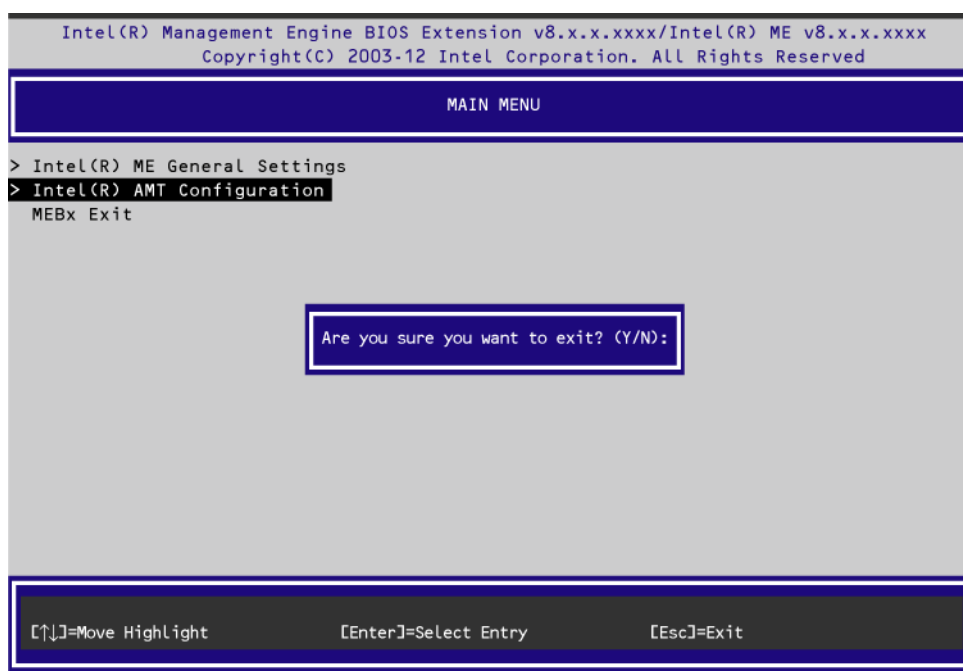 Intel(R) Management Engine BIOS Extension v8.x.x.xxxx/Intel(R) ME v8.x.x.xxxx
Copyright(C) 2003-12 Intel Corporation. All Rights Reserved
MAIN MENU
> Intel(R) ME General Settings
> Intel(R) AMT Configuration
MEBx Exit
Are you sure you want to exit? (Y/N):
[↑↓]=Move Highlight [Enter]=Select Entry [Esc]=Exit